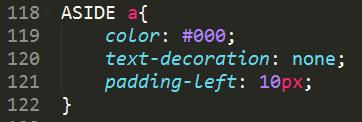 118 ASIDE a{
119     color: #000;
120     text-decoration: none;
121     padding-left: 10px;
122 }